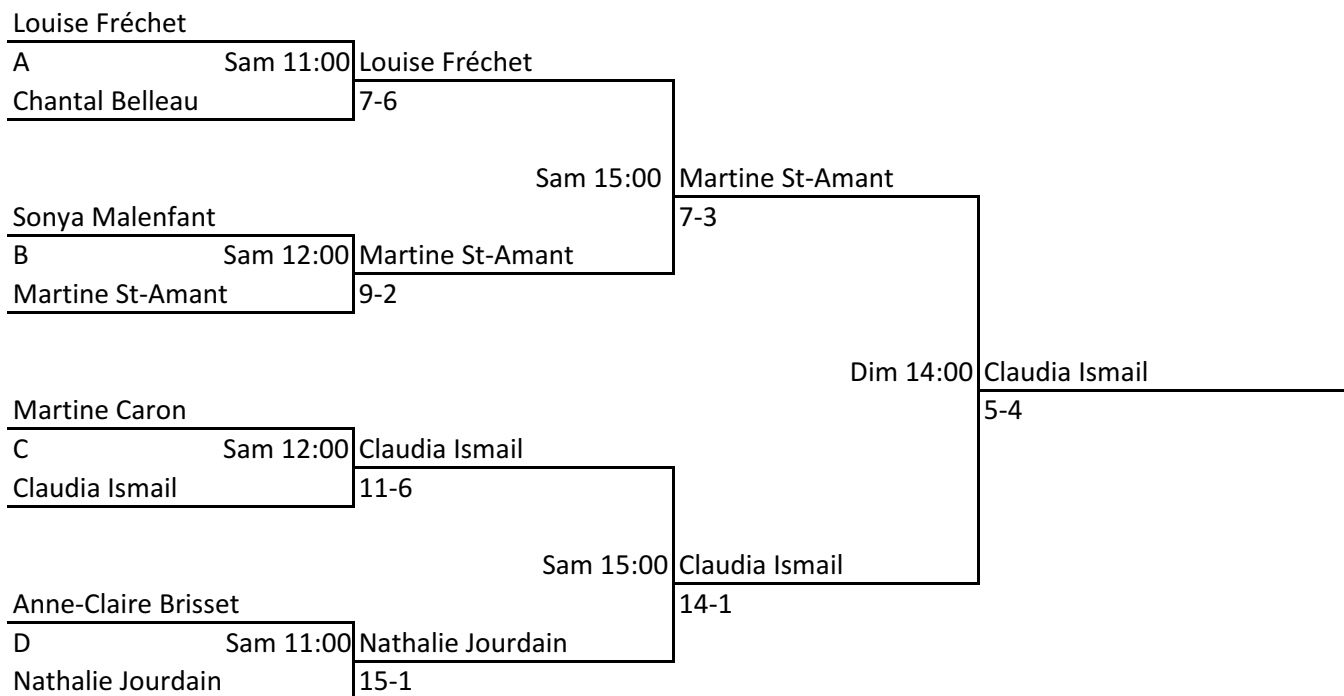 Louise Fréchet
A Sam 11:00 Louise Fréchet
Chantal Belleau 7-6
Sam 15:00 Martine St-Amant
Sonya Malenfant 7-3
B Sam 12:00 Martine St-Amant
Martine St-Amant 9-2
Dim 14:00 Claudia Ismail
Martine Caron 5-4
C Sam 12:00 Claudia Ismail
Claudia Ismail 11-6
Sam 15:00 Claudia Ismail
Anne-Claire Brisset 14-1
D Sam 11:00 Nathalie Jourdain
Nathalie Jourdain 15-1